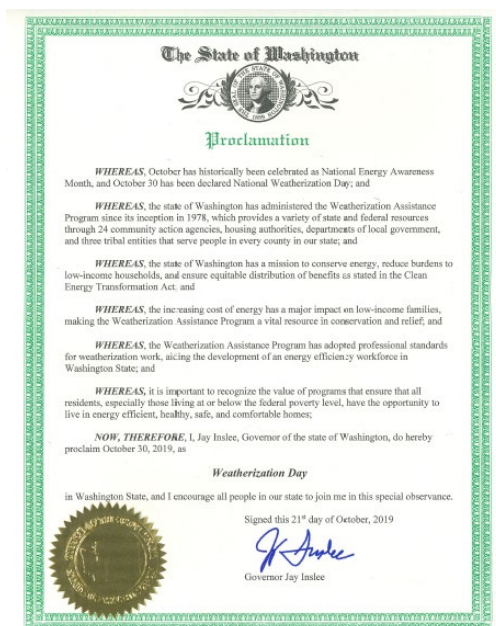 The State of Washington
Proclamation
WHEREAS, October has historically been celebrated as National Energy Awareness
Month, and October 30 has been declared National Weatherization Day; and
WHEREAS, the state of Washington has administered the Weatherization Assistance
Program since its inception in 1978, which provides a variety of state and federal resources
through 24 community action agencies, housing authorities, departments of local government,
and three tribal entities that serve people in every county in our state; and
WHEREAS, the state of Washington has a mission to conserve energy, reduce burdens to
low-income households, and ensure equitable distribution of benefits as stated in the Clean
Energy Transformation Act; and
WHEREAS, the increasing cost of energy has a major impact on low-income families,
making the Weatherization Assistance Program a vital resource in conservation and relief; and
WHEREAS, the Weatherization Assistance Program has adopted professional standards
for weatherization work, aiding the development of an energy efficiency workforce in
Washington State; and
WHEREAS, it is important to recognize the value of programs that ensure that all
residents, especially those living at or below the federal poverty level, have the opportunity to
live in energy efficient, healthy, safe, and comfortable homes;
NOW, THEREFORE, I, Jay Inslee, Governor of the state of Washington, do hereby
proclaim October 30, 2019, as
Weatherization Day
in Washington State, and I encourage all people in our state to join me in this special observance.
Signed this 21st day of October, 2019
Jay Inslee
Governor Jay Inslee